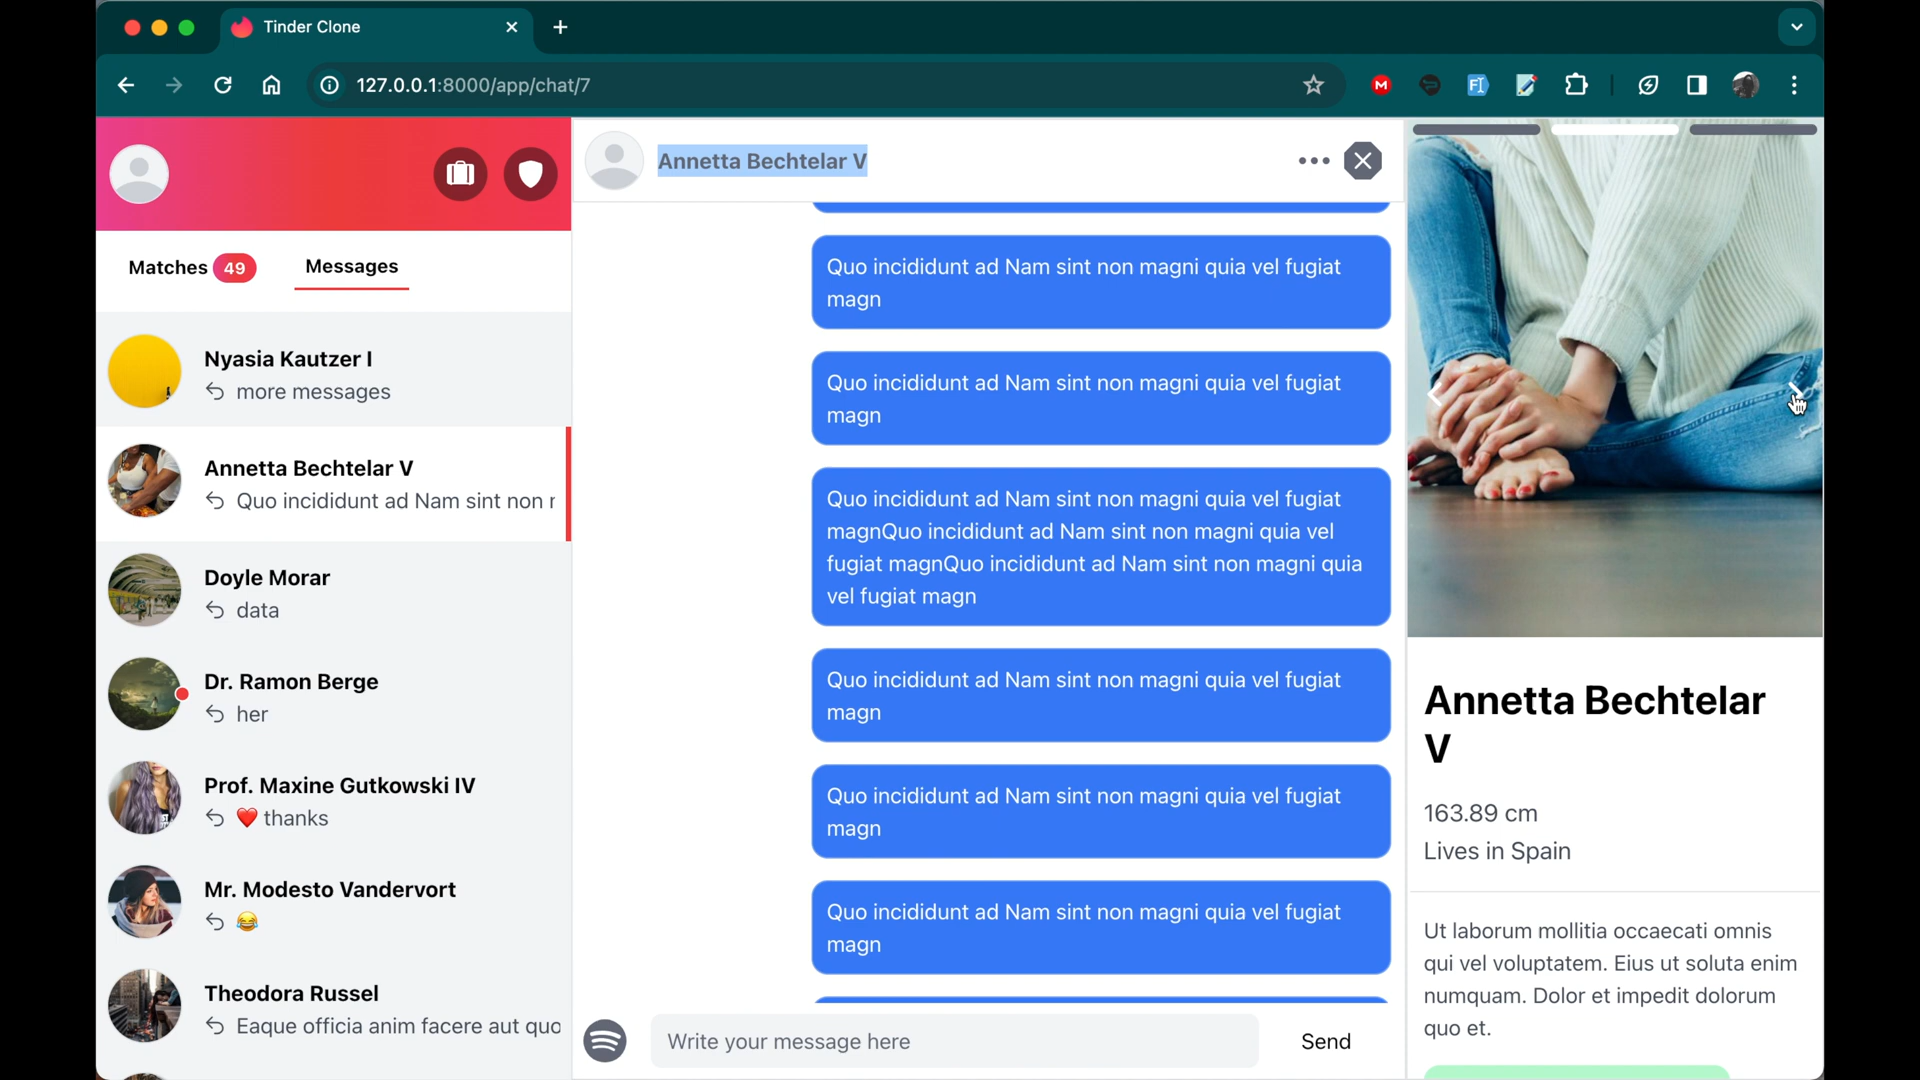 Tinder Clone
127.0.0.1:8000/app/chat/7
Annetta Bechtelar V
Matches 49
Messages
Nyasia Kautzer I
more messages
Annetta Bechtelar V
Quo incididunt ad Nam sint non
Doyle Morar
data
Dr. Ramon Berge
her
Prof. Maxine Gutkowski IV
❤️ thanks
Mr. Modesto Vandervort
😂
Theodora Russel
Eaque officia anim facere aut quo
Quo incididunt ad Nam sint non magni quia vel fugiat
magn
Quo incididunt ad Nam sint non magni quia vel fugiat
magn
Quo incididunt ad Nam sint non magni quia vel fugiat
magnQuo incididunt ad Nam sint non magni quia vel
fugiat magnQuo incididunt ad Nam sint non magni quia
vel fugiat magn
Quo incididunt ad Nam sint non magni quia vel fugiat
magn
Quo incididunt ad Nam sint non magni quia vel fugiat
magn
Quo incididunt ad Nam sint non magni quia vel fugiat
magn
Write your message here
Send
Annetta Bechtelar
V
163.89 cm
Lives in Spain
Ut laborum mollitia occaecati omnis
qui vel voluptatem. Eius ut soluta enim
numquam. Dolor et impedit dolorum
quo et.